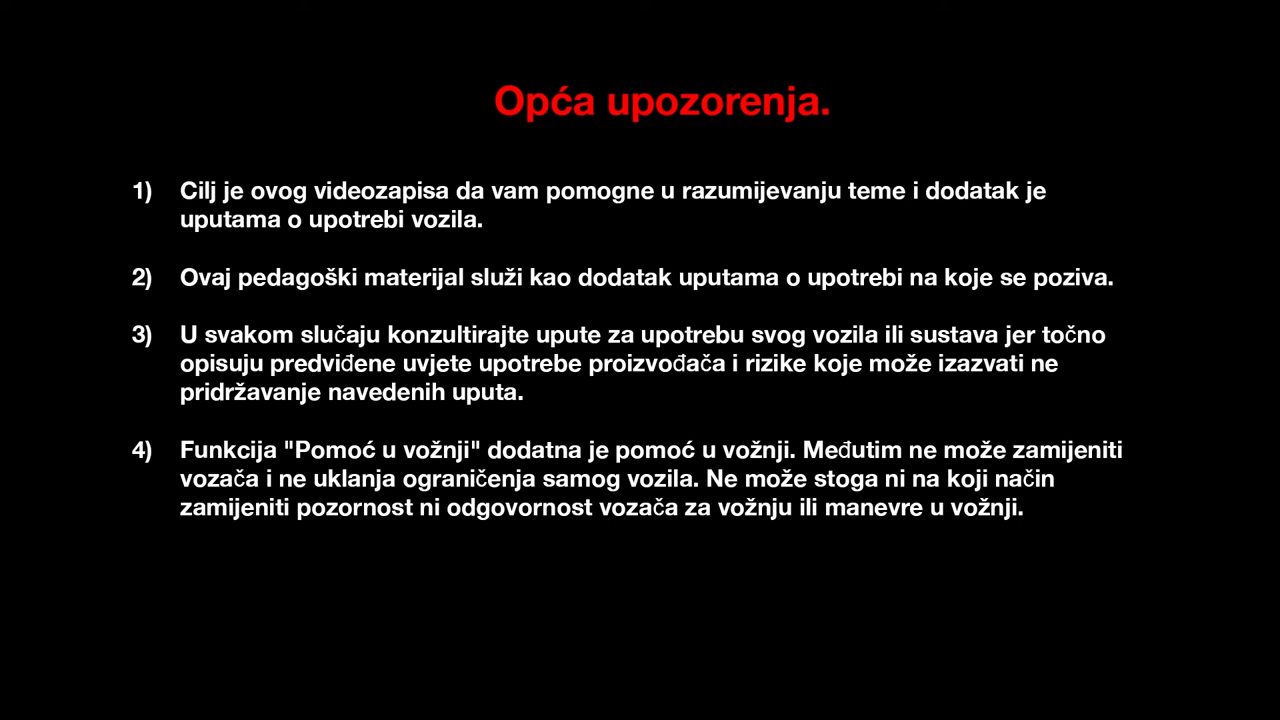 Opća upozorenja.
1) Cilj je ovog videozapisa da vam pomogne u razumijevanju teme i dodatak je
uputama o upotrebi vozila.
2) Ovaj pedagoški materijal služi kao dodatak uputama o upotrebi na koje se poziva.
3) U svakom slučaju konzultirajte upute za upotrebu svog vozila ili sustava jer točno
opisuju predviđene uvjete upotrebe proizvođača i rizike koje može izazvati ne
pridržavanje navedenih uputa.
4) Funkcija "Pomoć u vožnji" dodatna je pomoć u vožnji. Međutim ne može zamijeniti
vozača i ne uklanja ograničenja samog vozila. Ne može stoga ni na koji način
zamijeniti pozornost ni odgovornost vozača za vožnju ili manevre u vožnji.